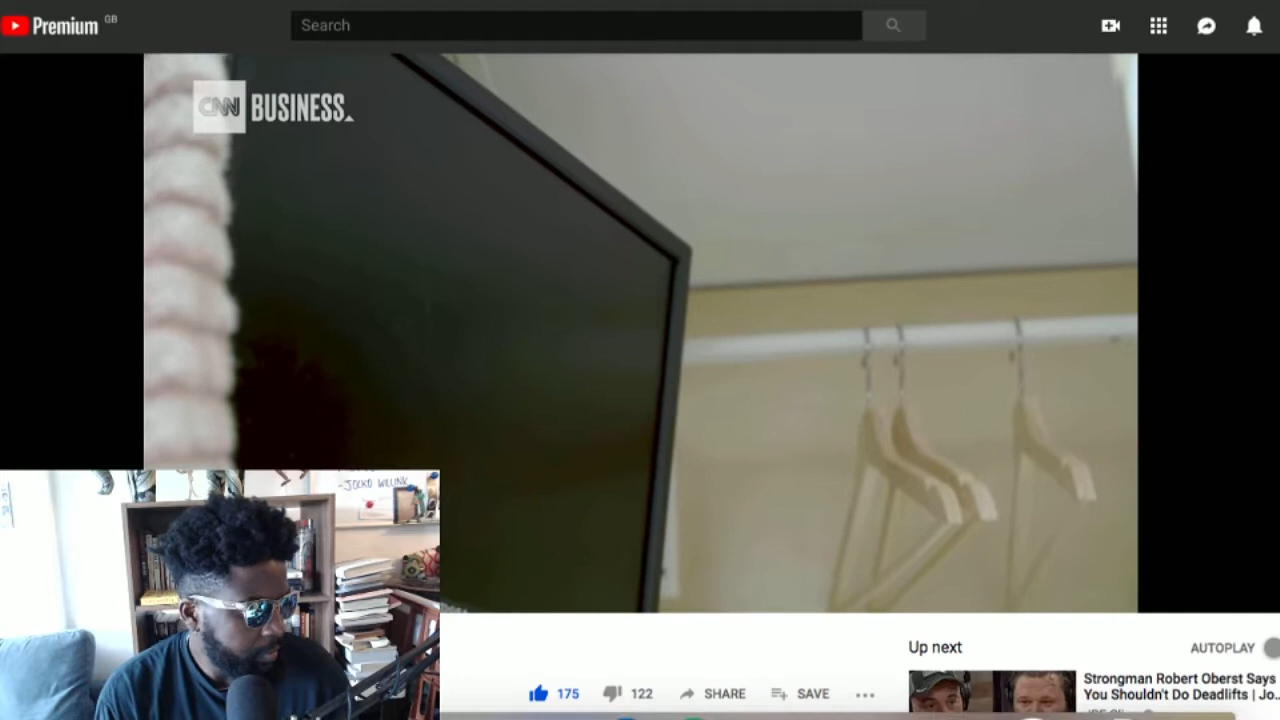 Premium GB
Search
CNN BUSINESS
-JOCKO WILLINK
Up next
AUTOPLAY
175
122
SHARE
SAVE
Strongman Robert Oberst Says
You Shouldn't Do Deadlifts | Jo...